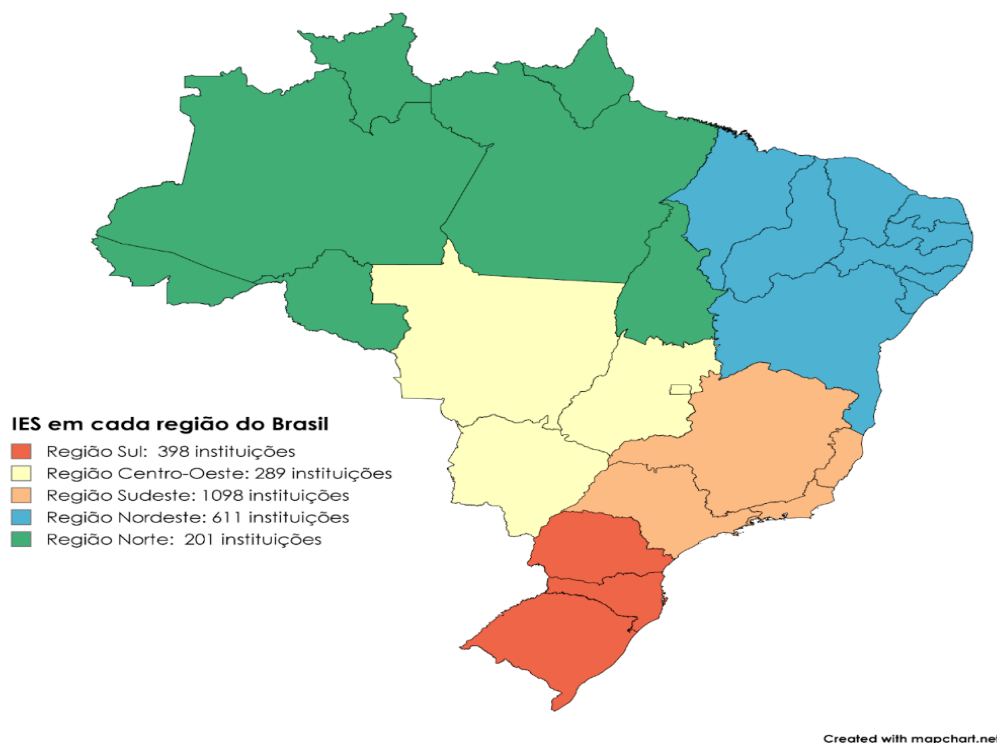 IES em cada região do Brasil
Região Sul: 398 instituições
Região Centro-Oeste: 289 instituições
Região Sudeste: 1098 instituições
Região Nordeste: 611 instituições
Região Norte: 201 instituições
Created with mapchart.net